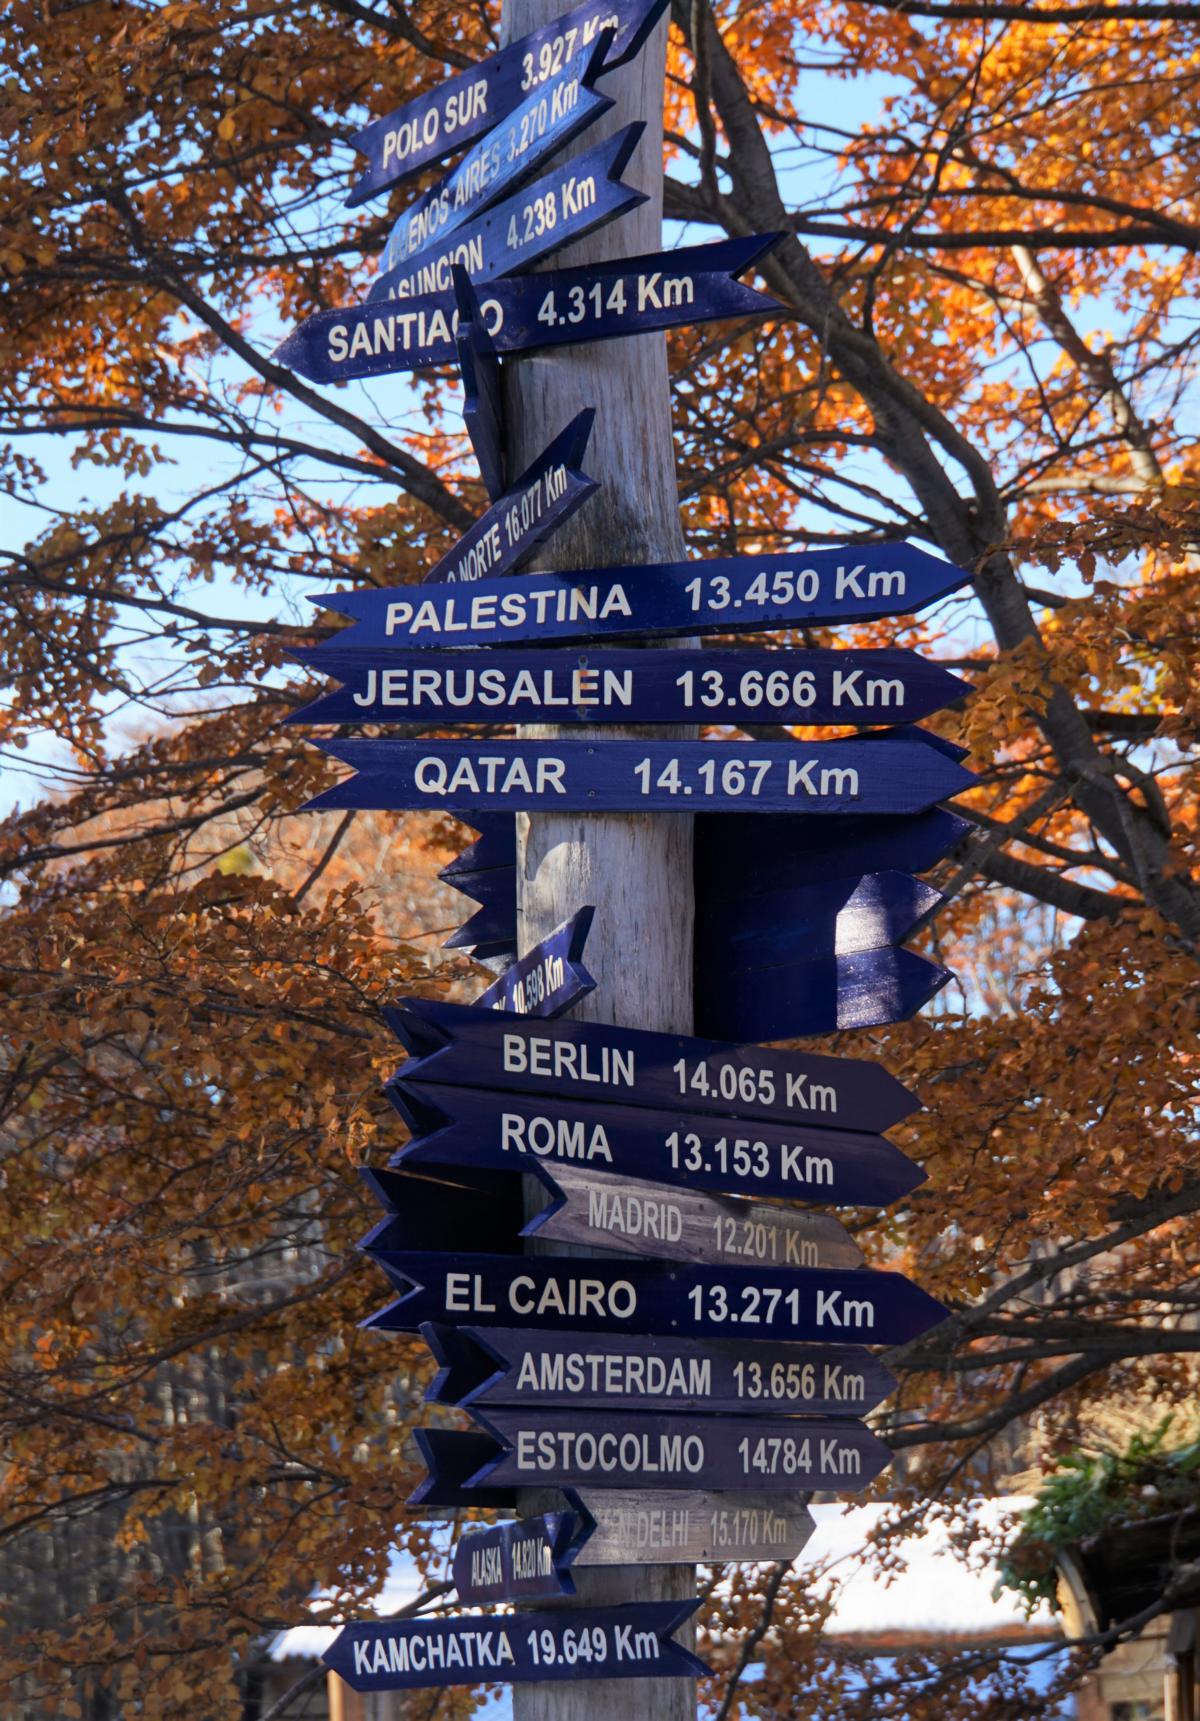 POLO SUR 3.927 Km
BUENOS AIRES 3.270 Km
ASUNCION 4.238 Km
SANTIAGO 4.314 Km
NORTE 16.077 Km
PALESTINA 13.450 Km
JERUSALÉN 13.666 Km
QATAR 14.167 Km
10.598 Km
BERLIN 14.065 Km
ROMA 13.153 Km
MADRID 12.201 Km
EL CAIRO 13.271 Km
AMSTERDAM 13.656 Km
ESTOCOLMO 14.784 Km
DELHI 15.170 Km
ALASKA 14.820 Km
KAMCHATKA 19.649 Km